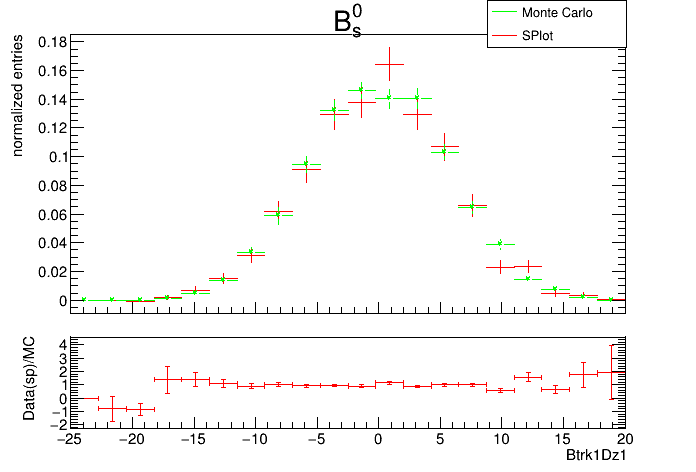 B⁰ₛ
Monte Carlo
SPlot
normalized entries
0.18
0.16
0.14
0.12
0.1
0.08
0.06
0.04
0.02
0
Data(sp)/MC
4
3
2
1
0
−1
−2
−25 −20 −15 −10 −5 0 5 10 15 20
Btrk1Dz1